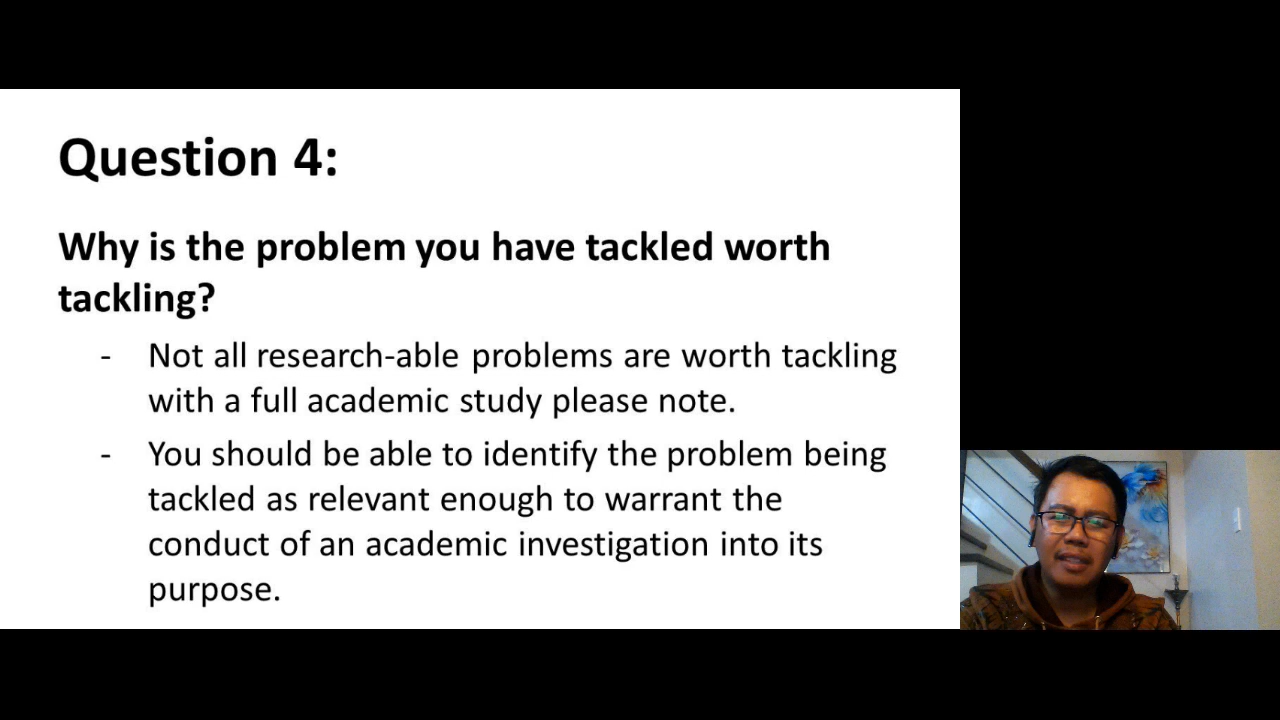 Question 4:
Why is the problem you have tackled worth
tackling?
- Not all research-able problems are worth tackling
with a full academic study please note.
- You should be able to identify the problem being
tackled as relevant enough to warrant the
conduct of an academic investigation into its
purpose.